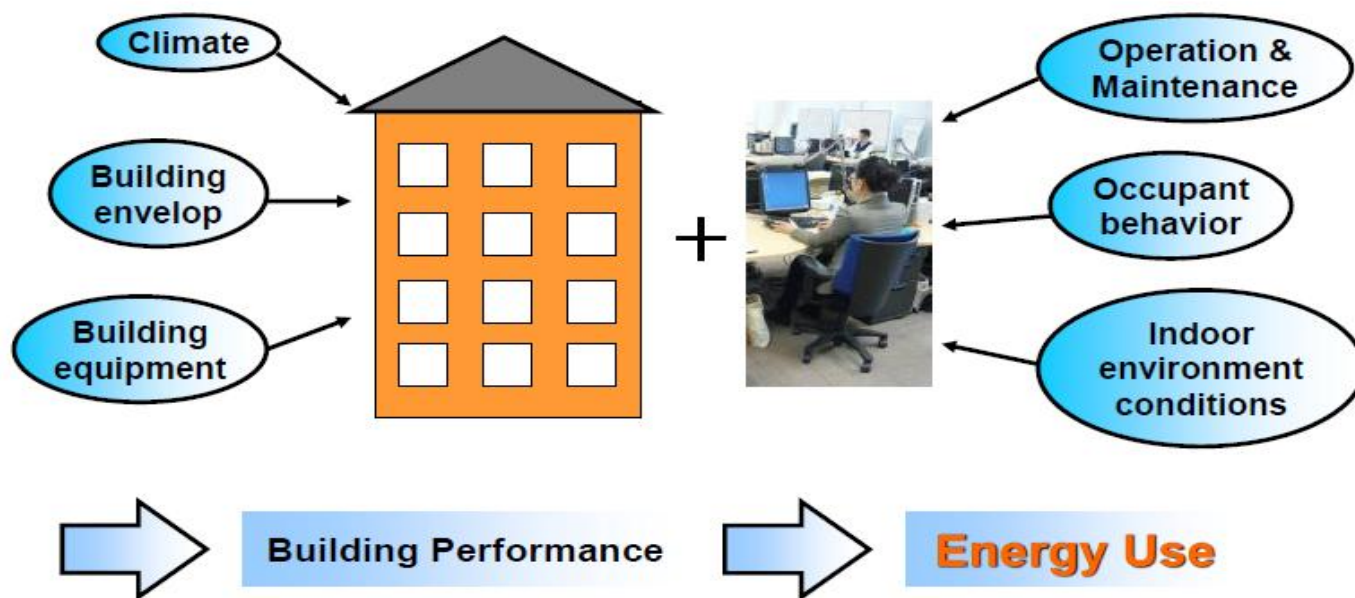 Climate
Building
envelop
Building
equipment
+
Operation &
Maintenance
Occupant
behavior
Indoor
environment
conditions
Building Performance
Energy Use